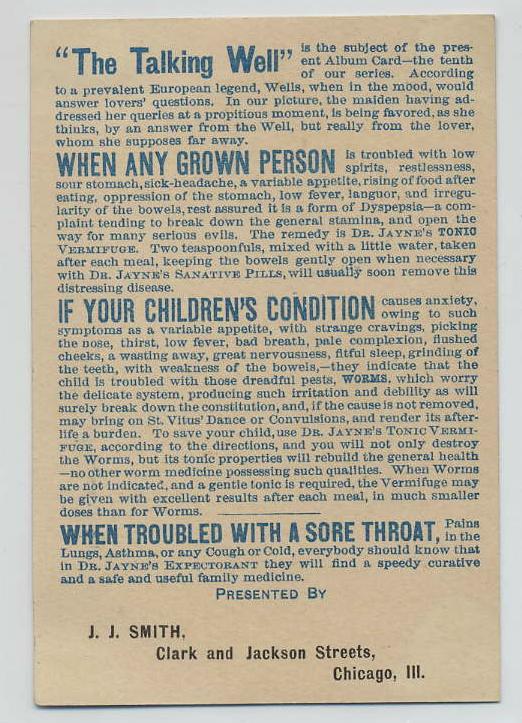 "The Talking Well" is the subject of the pres-
ent Album Card—the tenth
of our series. According
to a prevalent European legend, Wells, when in the mood, would
answer lovers' questions. In our picture, the maiden having ad-
dressed her queries at a propitious moment, is being favored, as she
thinks, by an answer from the Well, but really from the lover,
whom she supposes far away.
WHEN ANY GROWN PERSON is troubled with low
spirits, restlessness,
sour stomach, sick-headache, a variable appetite, rising of food after
eating, oppression of the stomach, low fever, languor, and irregu-
larity of the bowels, rest assured it is a form of Dyspepsia—a com-
plaint tending to break down the general stamina, and open the
way for many serious evils. The remedy is DR. JAYNE'S TONIC
VERMIFUGE. Two teaspoonfuls, mixed with a little water, taken
after each meal, keeping the bowels gently open when necessary
with DR. JAYNE'S SANATIVE PILLS, will usually soon remove this
distressing disease.
IF YOUR CHILDREN'S CONDITION causes anxiety,
owing to such
symptoms as a variable appetite, with strange cravings, picking
the nose, thirst, low fever, bad breath, pale complexion, flushed
cheeks, a wasting away, great nervousness, fitful sleep, grinding of
the teeth, with weakness of the bowels,—they indicate that the
child is troubled with those dreadful pests, WORMS, which worry
the delicate system, producing such irritation and debility as will
surely break down the constitution, and, if the cause is not removed,
may bring on St. Vitus' Dance or Convulsions, and render its after-
life a burden. To save your child, use DR. JAYNE'S TONIC VERMI-
FUGE, according to the directions, and you will not only destroy
the Worms, but its tonic properties will rebuild the general health
—no other worm medicine possessing such qualities. When Worms
are not indicated, and a gentle tonic is required, the Vermifuge may
be given with excellent results after each meal, in much smaller
doses than for Worms.
WHEN TROUBLED WITH A SORE THROAT, Pains
in the
Lungs, Asthma, or any Cough or Cold, everybody should know that
in DR. JAYNE'S EXPECTORANT they will find a speedy curative
and a safe and useful family medicine.
PRESENTED BY
J. J. SMITH,
Clark and Jackson Streets,
Chicago, Ill.